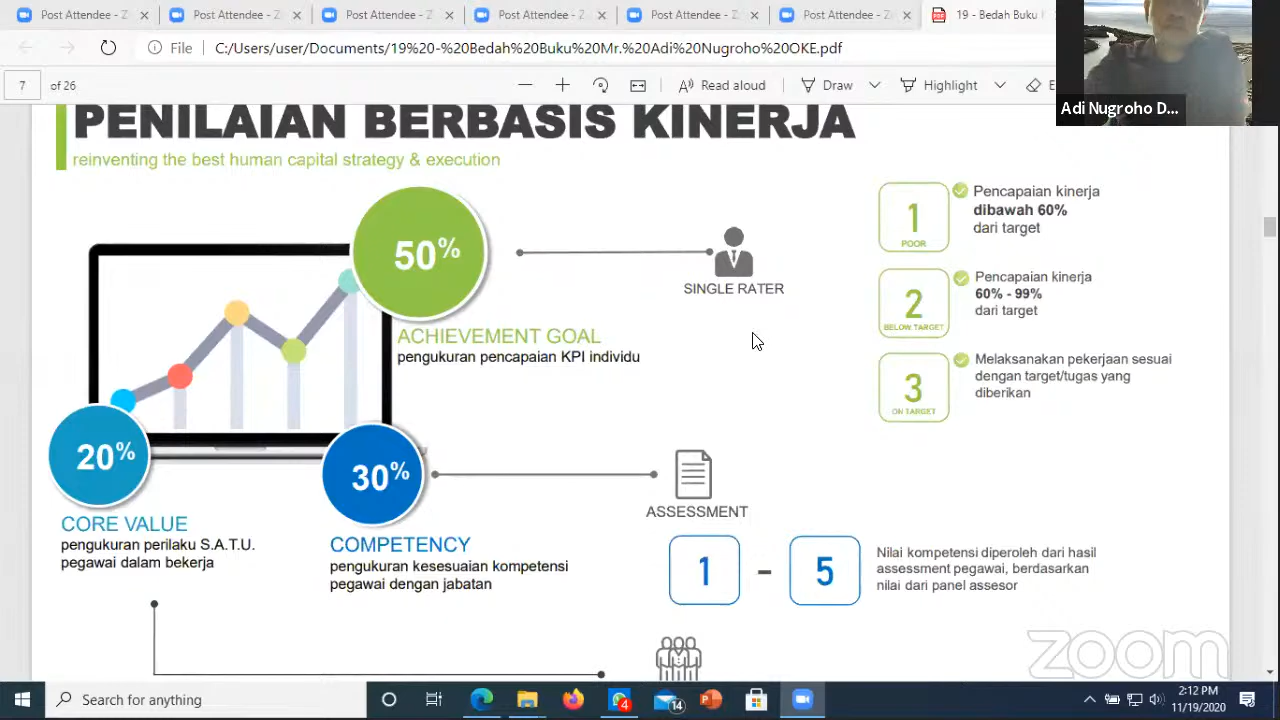 Post Attendee - Z
Post Attendee - Z
Post Attendee - Z
Post Attendee - Z
Post Attendee - Z
Post Attendee - Z
19 - Bedah Buku
File
C:/Users/user/Documents/19%20-%20Bedah%20Buku%20Mr.%20Adi%20Nugroho%20OKE.pdf
7 of 26
Read aloud
Draw
Highlight
Adi Nugroho D...
PENILAIAN BERBASIS KINERJA
reinventing the best human capital strategy & execution
50%
SINGLE RATER
ACHIEVEMENT GOAL
pengukuran pencapaian KPI individu
1
POOR
Pencapaian kinerja
dibawah 60%
dari target
2
BELOW TARGET
Pencapaian kinerja
60% - 99%
dari target
3
ON TARGET
Melaksanakan pekerjaan sesuai
dengan target/tugas yang
diberikan
20%
CORE VALUE
pengukuran perilaku S.A.T.U.
pegawai dalam bekerja
30%
COMPETENCY
pengukuran kesesuaian kompetensi
pegawai dengan jabatan
ASSESSMENT
1 - 5
Nilai kompetensi diperoleh dari hasil
assessment pegawai, berdasarkan
nilai dari panel assesor
zoom
Search for anything
4
14
2:12 PM
11/19/2020